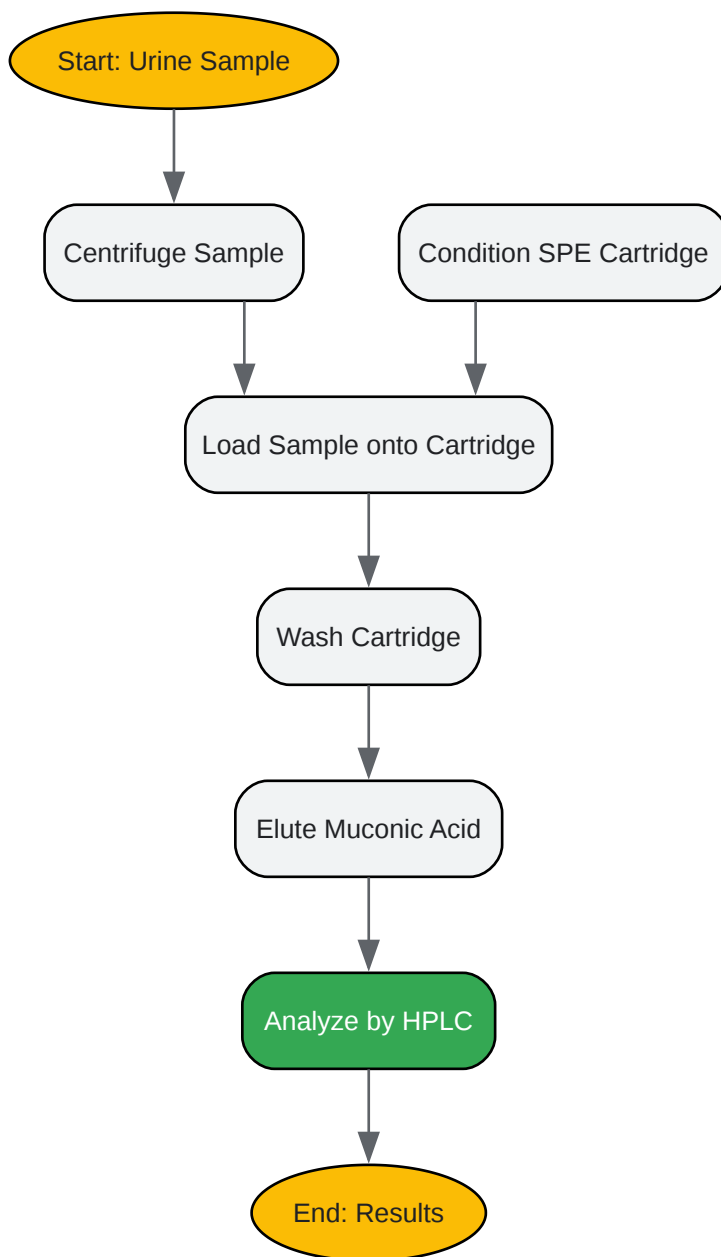 Start: Urine Sample
Centrifuge Sample
Condition SPE Cartridge
Load Sample onto Cartridge
Wash Cartridge
Elute Muconic Acid
Analyze by HPLC
End: Results